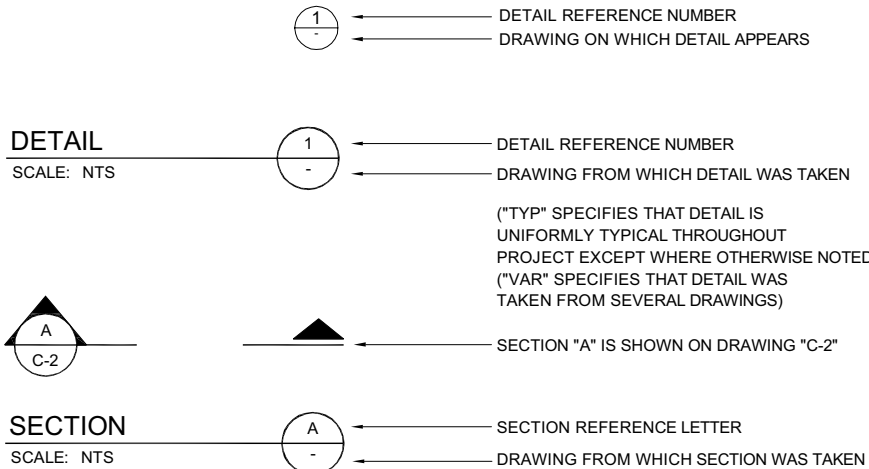 1 DETAIL REFERENCE NUMBER
- DRAWING ON WHICH DETAIL APPEARS
DETAIL 1 DETAIL REFERENCE NUMBER
SCALE: NTS - DRAWING FROM WHICH DETAIL WAS TAKEN
("TYP" SPECIFIES THAT DETAIL IS
UNIFORMLY TYPICAL THROUGHOUT
PROJECT EXCEPT WHERE OTHERWISE NOTED
("VAR" SPECIFIES THAT DETAIL WAS
TAKEN FROM SEVERAL DRAWINGS)
A
C-2
SECTION "A" IS SHOWN ON DRAWING "C-2"
SECTION A SECTION REFERENCE LETTER
SCALE: NTS - DRAWING FROM WHICH SECTION WAS TAKEN